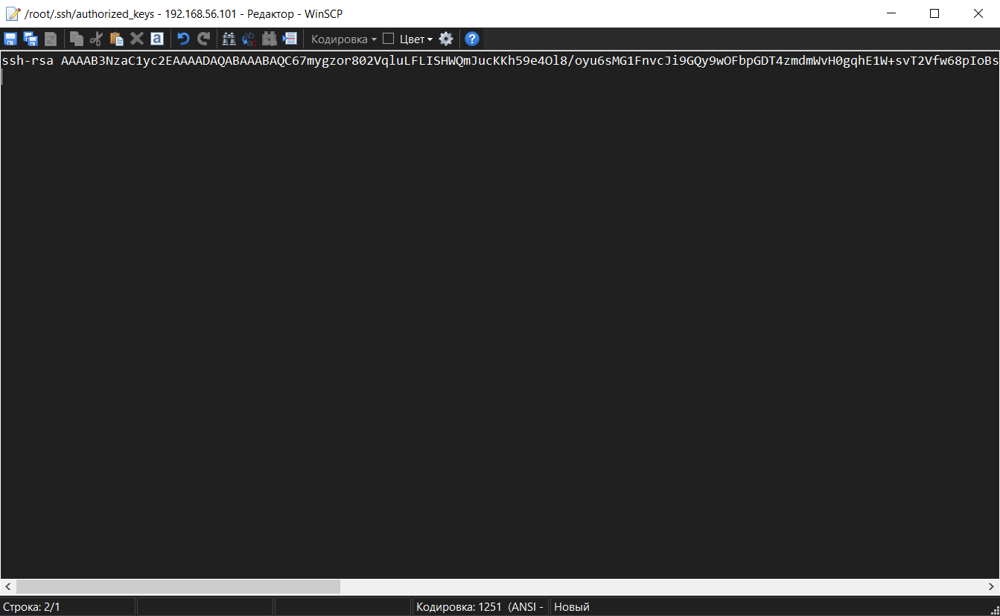 /root/.ssh/authorized_keys - 192.168.56.101 - Редактор - WinSCP
Кодировка Цвет
ssh-rsa AAAAB3NzaC1yc2EAAAADAQABAAABAQC67mygzor802VqluLFLISHWQmJucKKh59e4Ol8/oyu6sMG1FnvcJi9GQy9wOFbpGDT4zmdmWvH0gqhE1W+svT2Vfw68pIoBs
Строка: 2/1 Кодировка: 1251 (ANSI - Новый